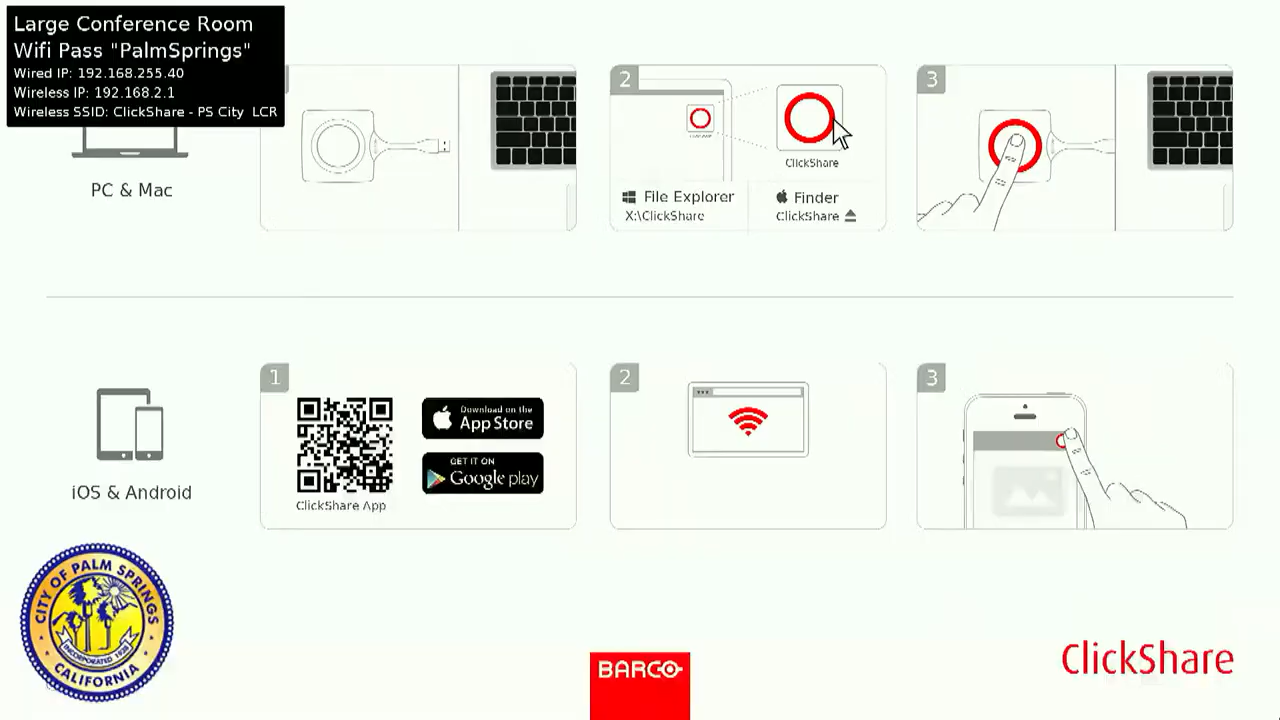 Large Conference Room
Wifi Pass "PalmSprings"
Wired IP: 192.168.255.40
Wireless IP: 192.168.2.1
Wireless SSID: ClickShare - PS City  LCR
PC & Mac
2
ClickShare
File Explorer
X:\ClickShare
Finder
ClickShare
3
iOS & Android
1
ClickShare App
Download on the
App Store
GET IT ON
Google play
2
3
CITY OF PALM SPRINGS
INCORPORATED 1938
CALIFORNIA
BARCO
ClickShare